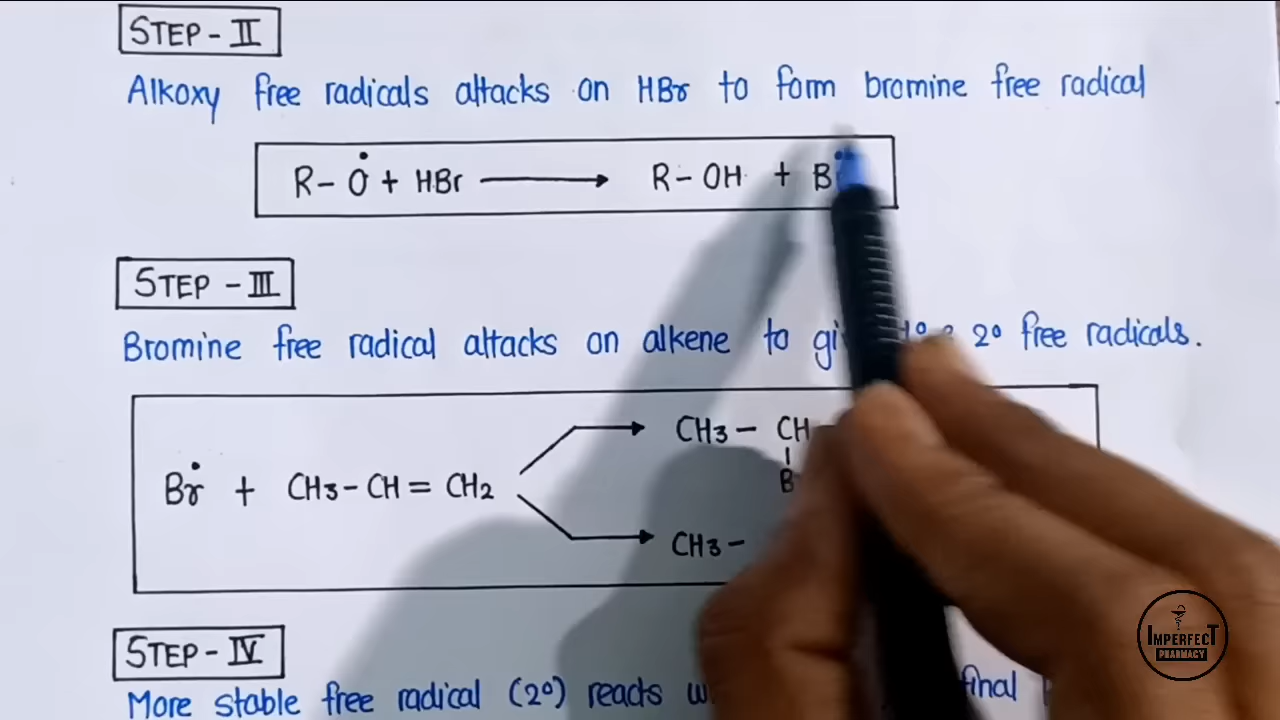 STEP - II
Alkoxy free radicals attacks on HBr to form bromine free radical
R - Ȯ + HBr ⟶ R - OH + B
STEP - III
Bromine free radical attacks on alkene to 2° free radicals.
CH3 - CH
Bṙ + CH3 - CH = CH2
CH3 -
STEP - IV
More stable free radical (2°) reacts final
IMPERFECT
PHARMACY